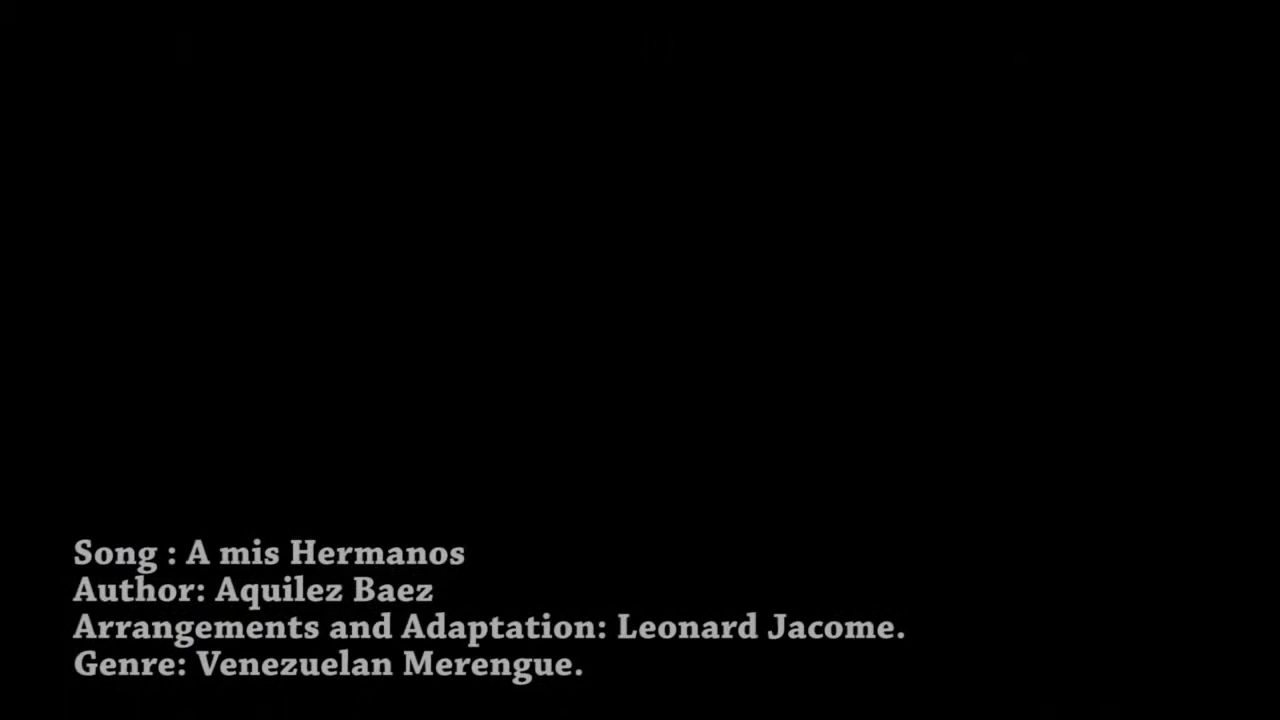 Song : A mis Hermanos
Author: Aquilez Baez
Arrangements and Adaptation: Leonard Jacome.
Genre: Venezuelan Merengue.